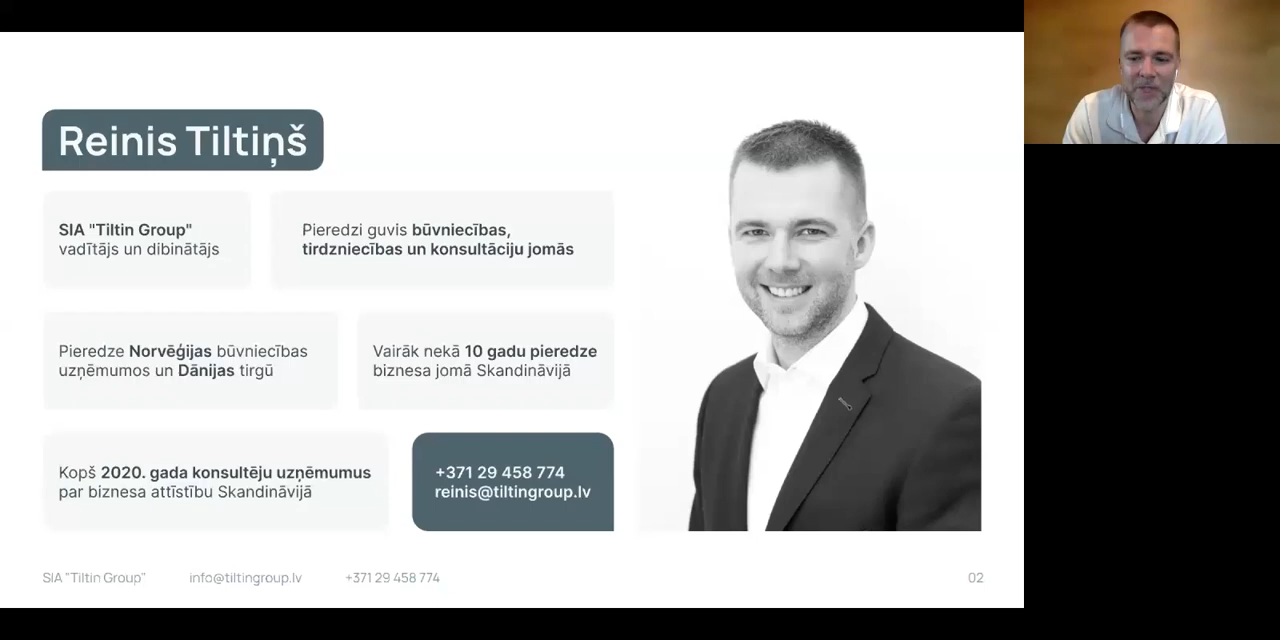 Reinis Tiltiņš
SIA "Tiltin Group"
vadītājs un dibinātājs
Pieredzi guvis būvniecības,
tirdzniecības un konsultāciju jomās
Pieredze Norvēģijas būvniecības
uzņēmumos un Dānijas tirgū
Vairāk nekā 10 gadu pieredze
biznesa jomā Skandināvijā
Kopš 2020. gada konsultēju uzņēmumus
par biznesa attīstību Skandināvijā
+371 29 458 774
reinis@tiltingroup.lv
SIA "Tiltin Group"
info@tiltingroup.lv
+371 29 458 774
02